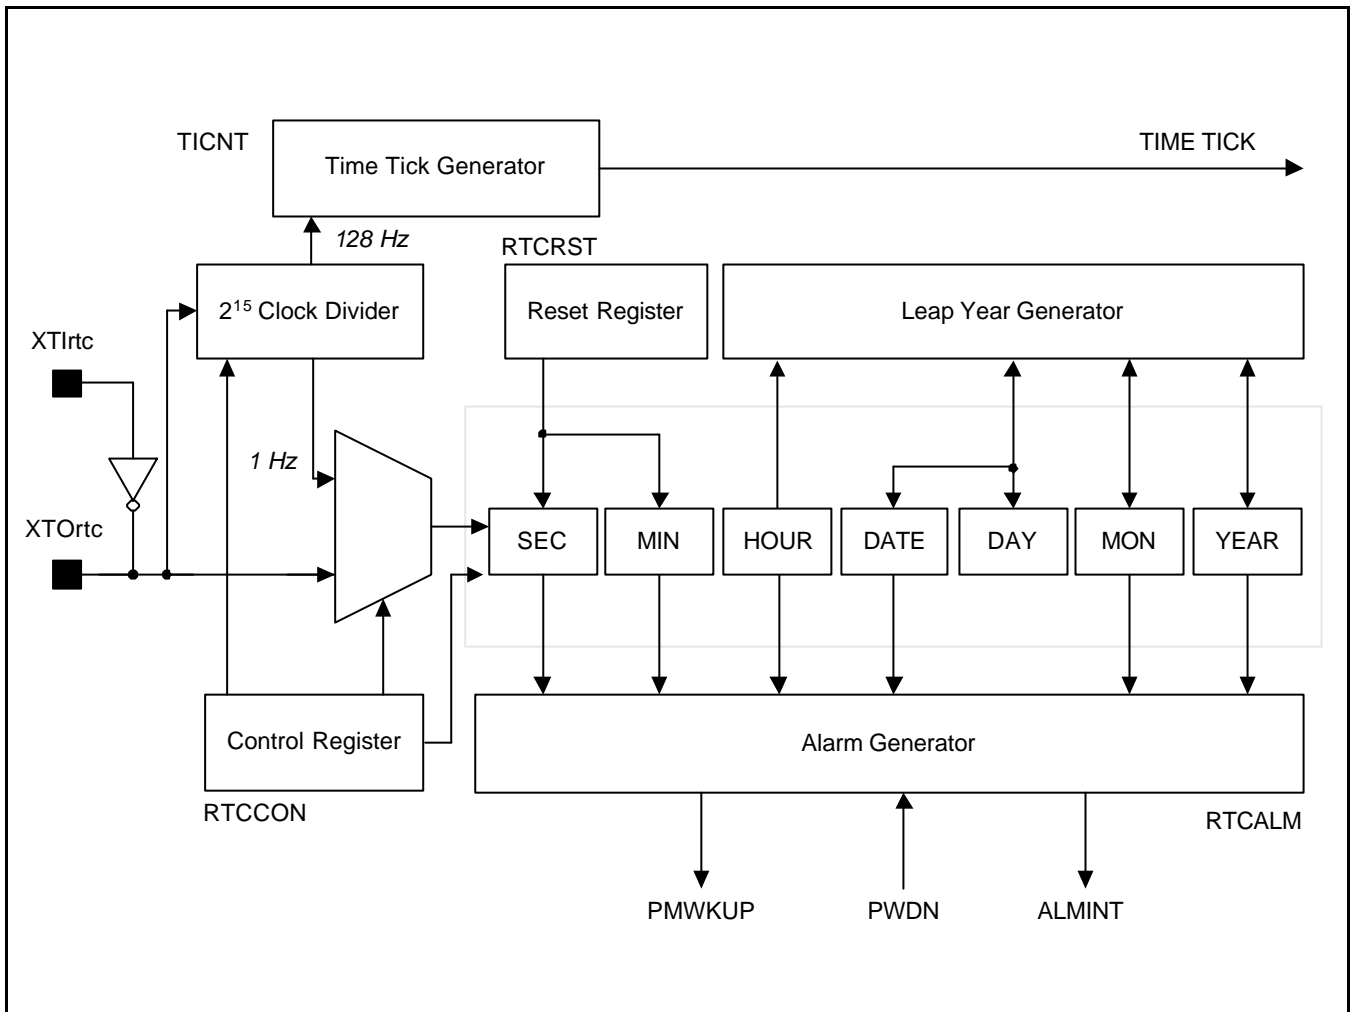 TICNT
Time Tick Generator
TIME TICK
128 Hz
RTCRST
2¹⁵ Clock Divider
Reset Register
Leap Year Generator
XTIrtc
1 Hz
XTOrtc
SEC
MIN
HOUR
DATE
DAY
MON
YEAR
Control Register
Alarm Generator
RTCCON
RTCALM
PMWKUP
PWDN
ALMINT